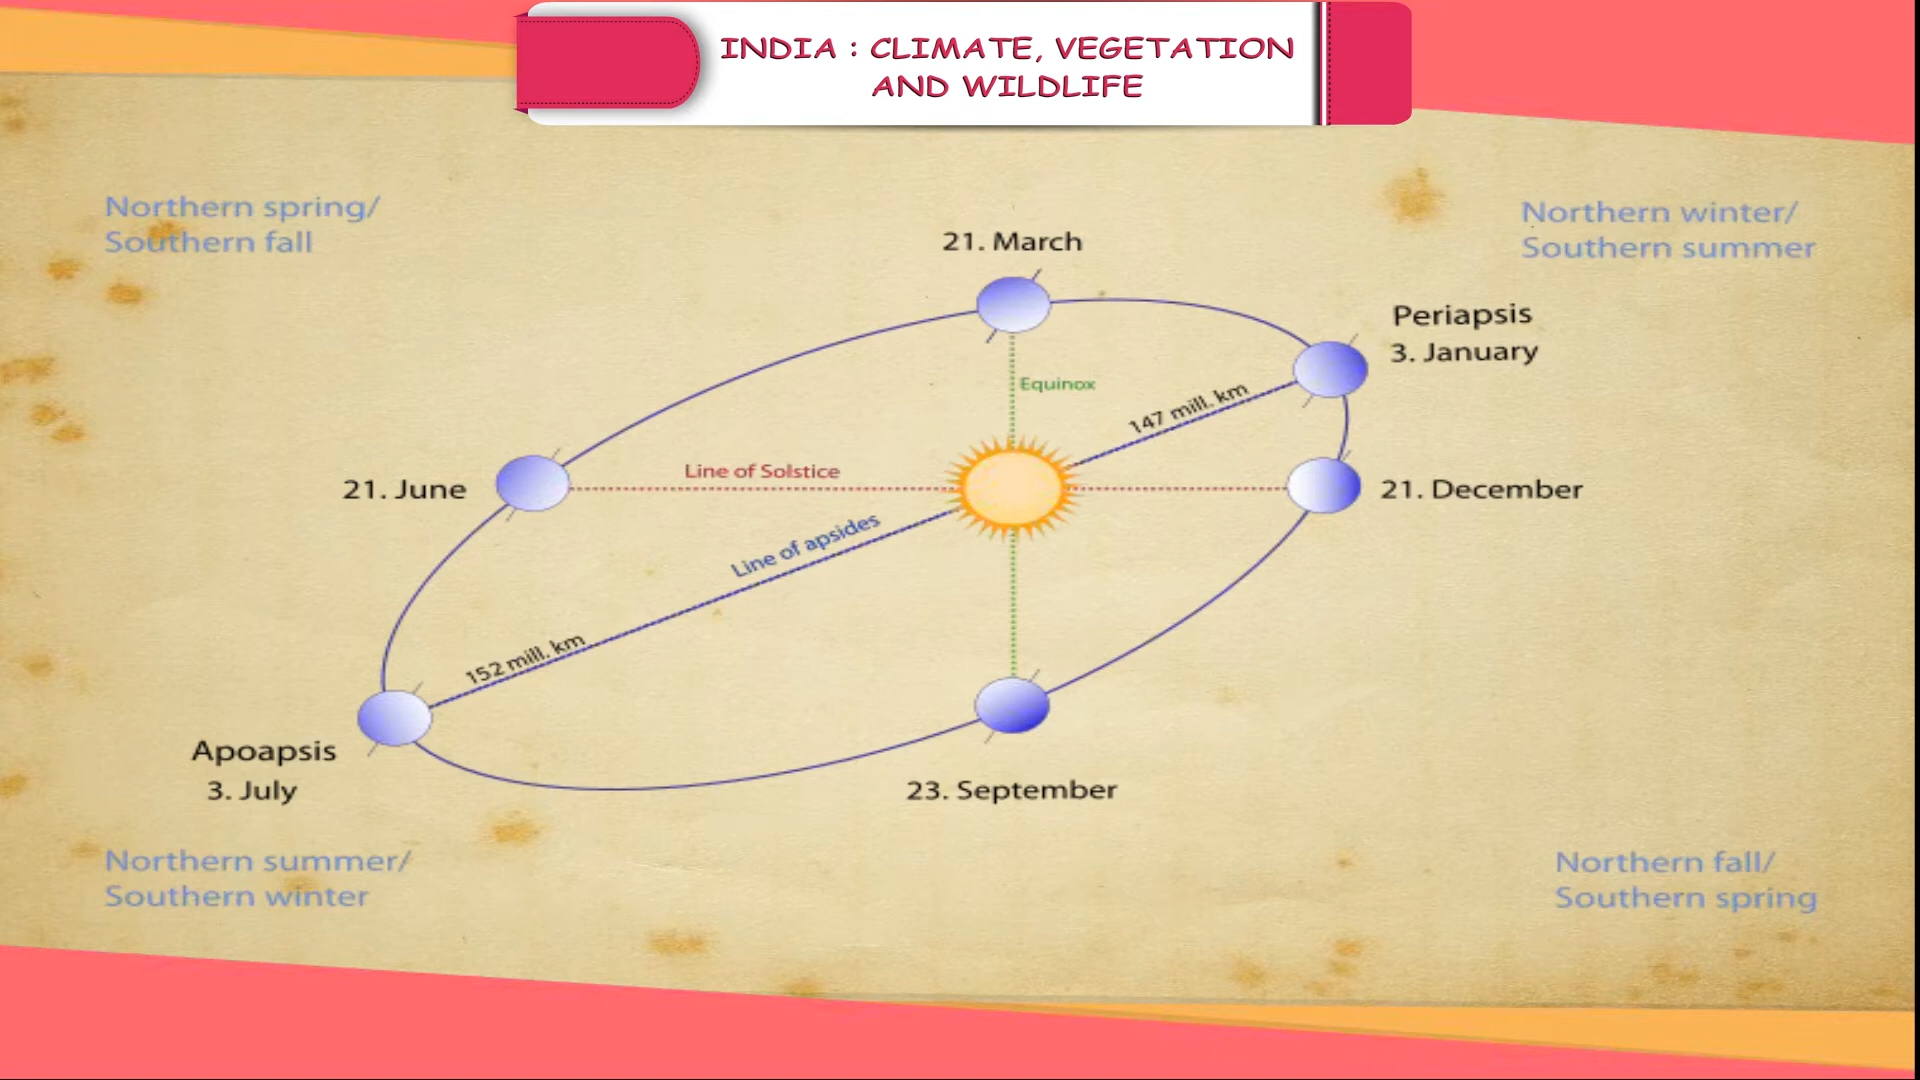 INDIA : CLIMATE, VEGETATION
AND WILDLIFE
Northern spring/
Southern fall
21. March
Northern winter/
Southern summer
Periapsis
3. January
Equinox
147 mill. km
21. June
Line of Solstice
21. December
Line of apsides
152 mill. km
Apoapsis
3. July
23. September
Northern summer/
Southern winter
Northern fall/
Southern spring